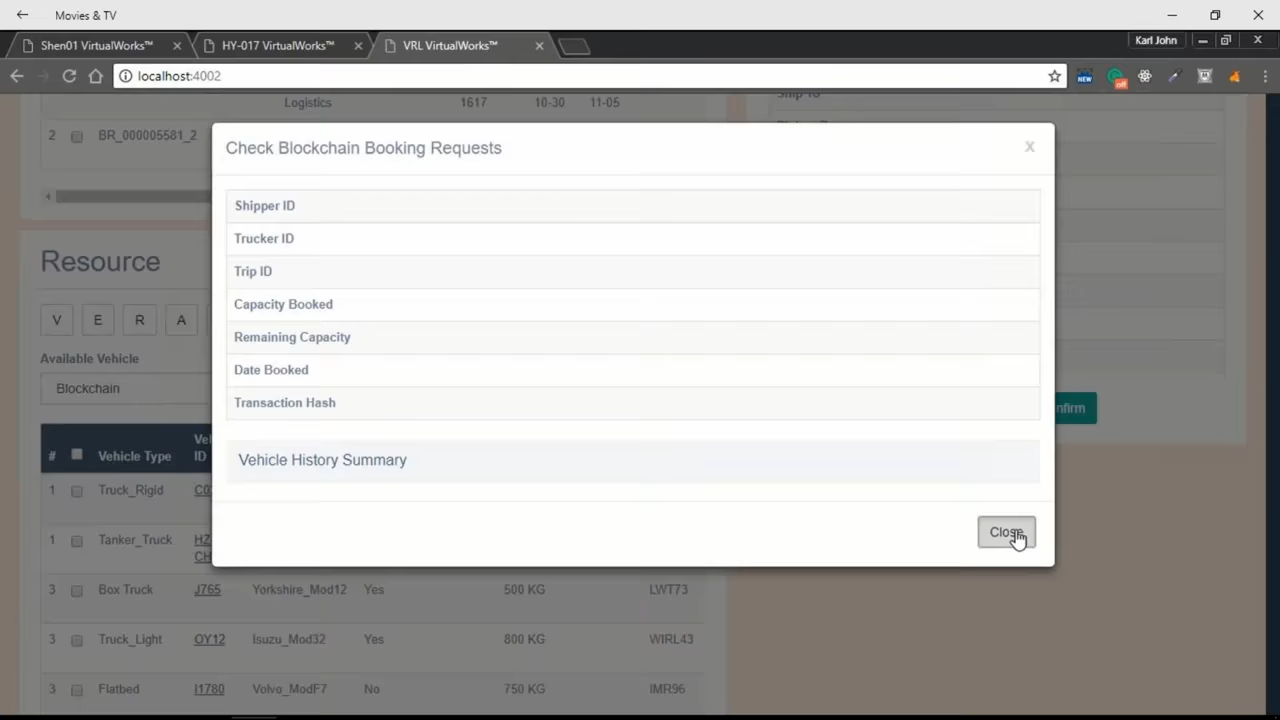 Movies & TV
Shen01 VirtualWorks™
HY-017 VirtualWorks™
VRL VirtualWorks™
Karl John
localhost:4002
NEW
off
Logistics 1617 10-30 11-05
2 BR_000005581_2
Check Blockchain Booking Requests X
Shipper ID
Trucker ID
Trip ID
Capacity Booked
Remaining Capacity
Date Booked
Transaction Hash
Vehicle History Summary
Close
Resource
V E R A
Available Vehicle
Blockchain
nfirm
# Vehicle Type
ID
1 Truck_Rigid
1 Tanker_Truck HZ
CH
3 Box Truck J765 Yorkshire_Mod12 Yes 500 KG LWT73
3 Truck_Light OY12 Isuzu_Mod32 Yes 800 KG WIRL43
3 Flatbed I1780 Volvo_ModF7 No 750 KG IMR96